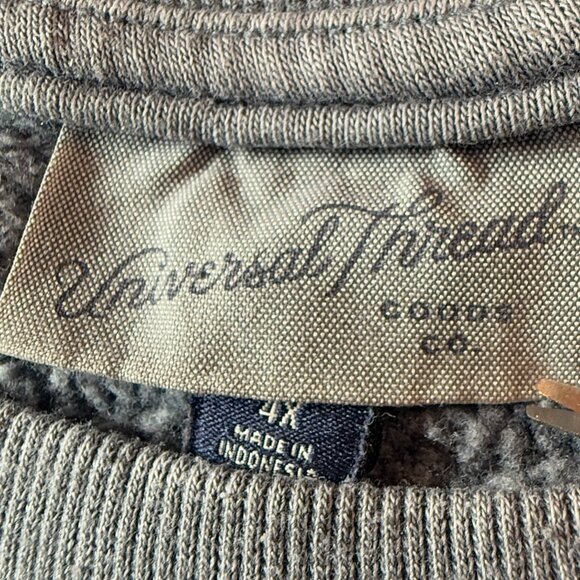 Universal Thread
GOODS
CO.
4X
MADE IN
INDONESIA